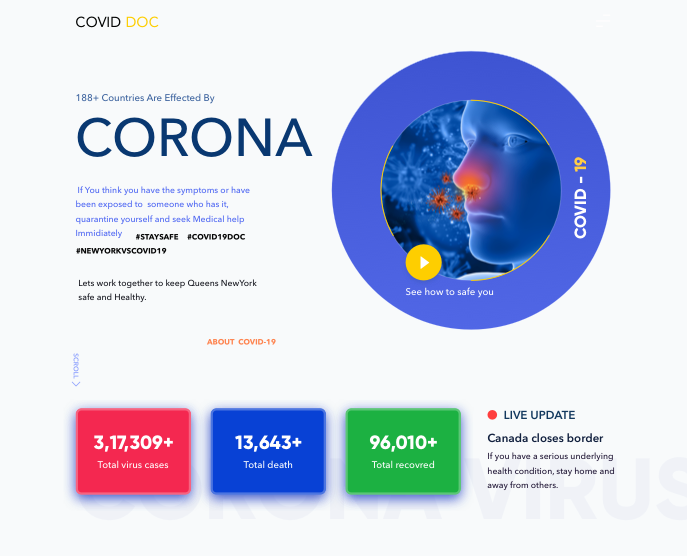 COVID DOC
188+ Countries Are Effected By
CORONA
If You think you have the symptoms or have
been exposed to someone who has it,
quarantine yourself and seek Medical help
Immidiately #STAYSAFE #COVID19DOC
#NEWYORKVSCOVID19
Lets work together to keep Queens NewYork
safe and Healthy.
COVID - 19
See how to safe you
ABOUT COVID-19
SCROLL
3,17,309+
Total virus cases
13,643+
Total death
96,010+
Total recovred
LIVE UPDATE
Canada closes border
If you have a serious underlying
health condition, stay home and
away from others.
CORONA VIRUS